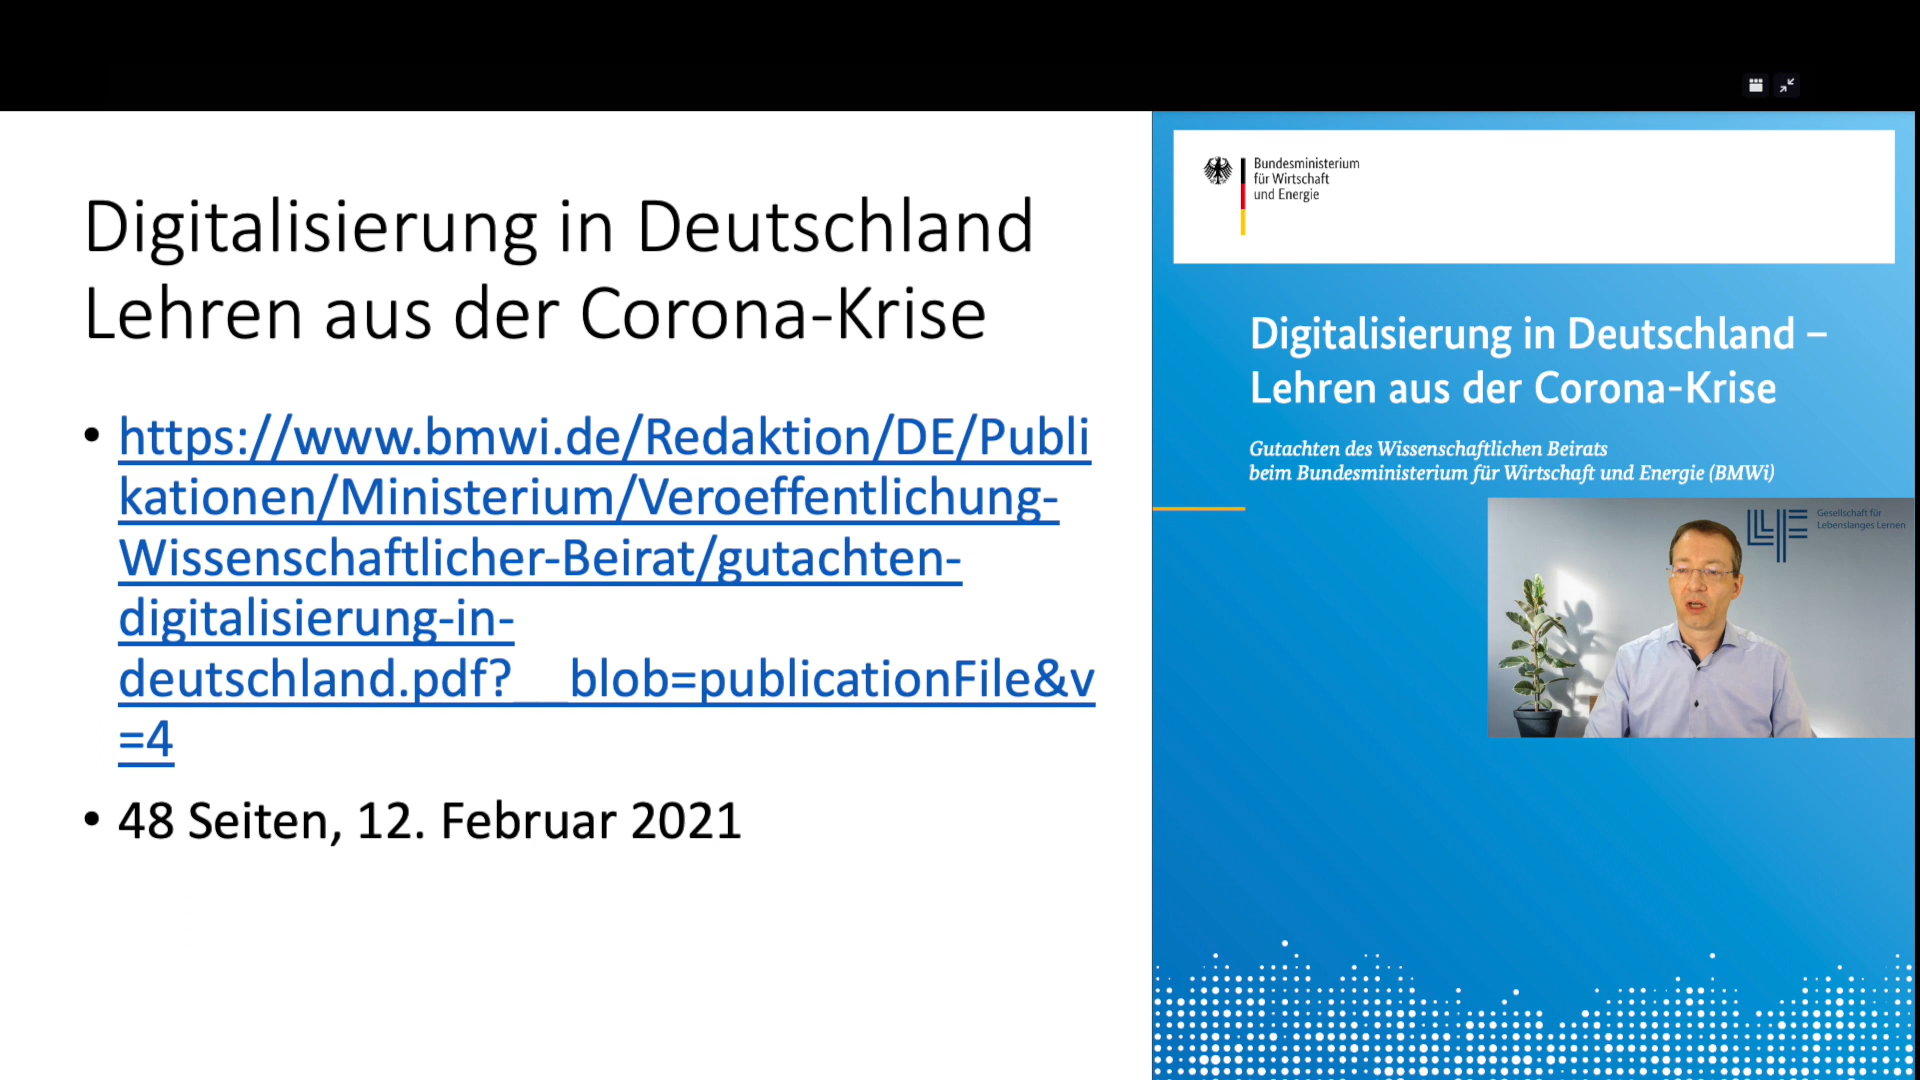 Digitalisierung in Deutschland
Lehren aus der Corona-Krise
• https://www.bmwi.de/Redaktion/DE/Publi
kationen/Ministerium/Veroeffentlichung-
Wissenschaftlicher-Beirat/gutachten-
digitalisierung-in-
deutschland.pdf?__blob=publicationFile&v
=4
• 48 Seiten, 12. Februar 2021
Bundesministerium
für Wirtschaft
und Energie
Digitalisierung in Deutschland –
Lehren aus der Corona-Krise
Gutachten des Wissenschaftlichen Beirats
beim Bundesministerium für Wirtschaft und Energie (BMWi)
Gesellschaft für
Lebenslanges Lernen